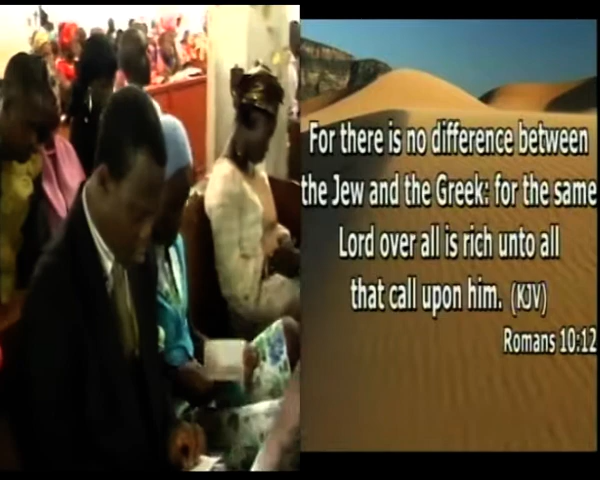 For there is no difference between
the Jew and the Greek: for the same
Lord over all is rich unto all
that call upon him. (KJV)
Romans 10:12